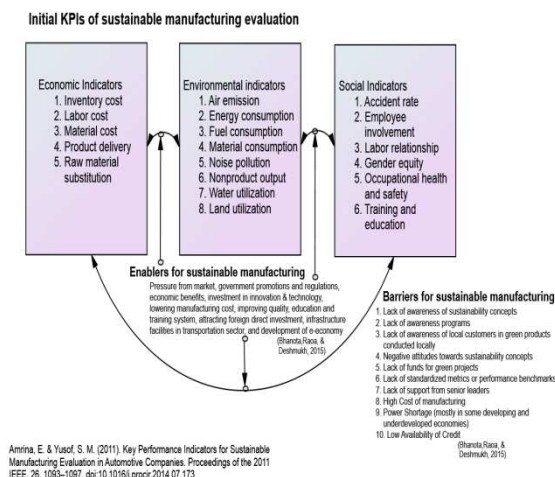 Initial KPIs of sustainable manufacturing evaluation
Economic Indicators
1. Inventory cost
2. Labor cost
3. Material cost
4. Product delivery
5. Raw material
substitution
Environmental indicators
1. Air emission
2. Energy consumption
3. Fuel consumption
4. Material consumption
5. Noise pollution
6. Nonproduct output
7. Water utilization
8. Land utilization
Social Indicators
1. Accident rate
2. Employee
involvement
3. Labor relationship
4. Gender equity
5. Occupational health
and safety
6. Training and
education
Enablers for sustainable manufacturing
Pressure from market, government promotions and regulations,
economic benefits, investment in innovation & technology,
lowering manufacturing cost, improving quality, education and
training system, attracting foreign direct investment, infrastructure
facilities in transportation sector, and development of e-economy
(Bhanota,Raoa, &
Deshmukh, 2015)
Barriers for sustainable manufacturing
1. Lack of awareness of sustainability concepts
2. Lack of awareness programs
3. Lack of awareness of local customers in green products
conducted locally
4. Negative attitudes towards sustainability concepts
5. Lack of funds for green projects
6. Lack of standardized metrics or performance benchmarks
7. Lack of support from senior leaders
8. High Cost of manufacturing
9. Power Shortage (mostly in some developing and
underdeveloped economies)
10. Low Availability of Credit
(Bhanota,Raoa, &
Deshmukh, 2015)
Amrina, E. & Yusof, S. M. (2011). Key Performance Indicators for Sustainable
Manufacturing Evaluation in Automotive Companies. Proceedings of the 2011
IEEE, 26, 1093–1097. doi:10.1016/j.procir.2014.07.173